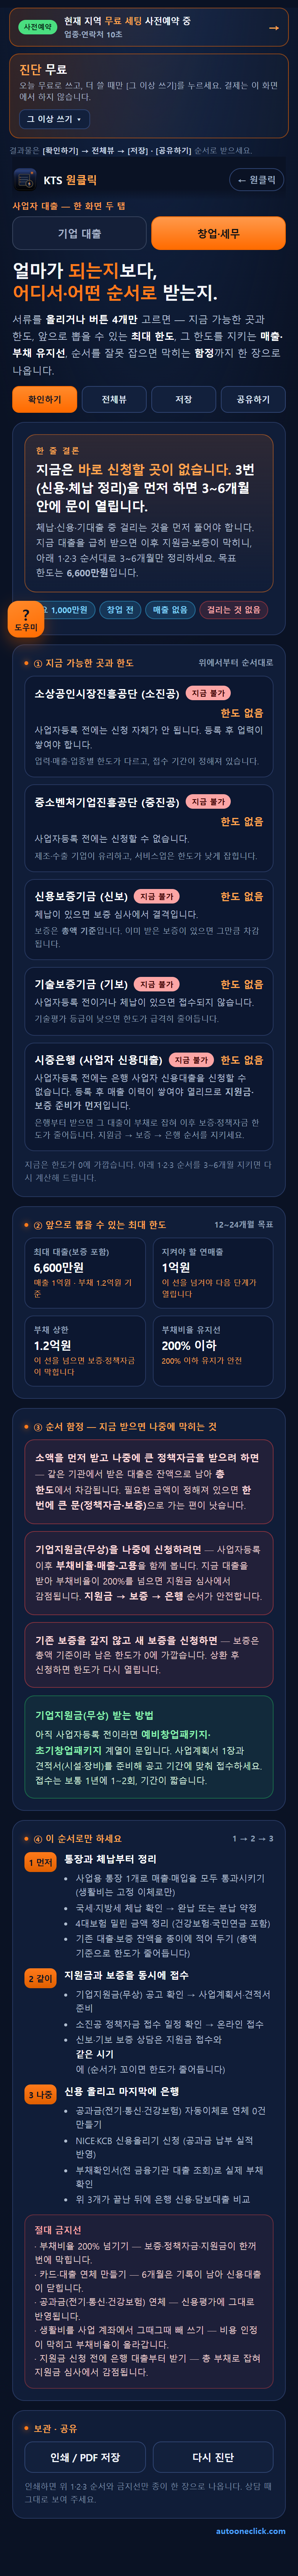 사전예약
현재 지역 무료 세팅 사전예약 중
업종·연락처 10초
→
진단 무료
오늘 무료로 쓰고, 더 쓸 때만 [그 이상 쓰기]를 누르세요. 결제는 이 화면
에서 하지 않습니다.
그 이상 쓰기 ▾
결과물은 [확인하기] → 전체뷰 → [저장] · [공유하기] 순서로 받으세요.
KTS 원클릭
← 원클릭
사업자 대출 — 한 화면 두 탭
기업 대출
창업·세무
얼마가 되는지보다,
어디서·어떤 순서로 받는지.
서류를 올리거나 버튼 4개만 고르면 — 지금 가능한 곳과
한도, 앞으로 뽑을 수 있는 최대 한도, 그 한도를 지키는 매출·
부채 유지선, 순서를 잘못 잡으면 막히는 함정까지 한 장으로
나옵니다.
확인하기
전체뷰
저장
공유하기
한 줄 결론
지금은 바로 신청할 곳이 없습니다. 3번
(신용·체납 정리)을 먼저 하면 3~6개월
안에 문이 열립니다.
체납·신용·기대출 중 걸리는 것을 먼저 풀어야 합니다.
지금 대출을 급히 받으면 이후 지원금·보증이 막히니,
아래 1·2·3 순서대로 3~6개월만 정리하세요. 목표
한도는 6,600만원입니다.
1,000만원
창업 전
매출 없음
걸리는 것 없음
?
도우미
① 지금 가능한 곳과 한도
위에서부터 순서대로
소상공인시장진흥공단 (소진공)
지금 불가
한도 없음
사업자등록 전에는 신청 자체가 안 됩니다. 등록 후 업력이
쌓여야 합니다.
업력·매출·업종별 한도가 다르고, 접수 기간이 정해져 있습니다.
중소벤처기업진흥공단 (중진공)
지금 불가
한도 없음
사업자등록 전에는 신청할 수 없습니다.
제조·수출 기업이 유리하고, 서비스업은 한도가 낮게 잡힙니다.
신용보증기금 (신보)
지금 불가
한도 없음
체납이 있으면 보증 심사에서 결격입니다.
보증은 총액 기준입니다. 이미 받은 보증이 있으면 그만큼 차감
됩니다.
기술보증기금 (기보)
지금 불가
한도 없음
사업자등록 전이거나 체납이 있으면 접수되지 않습니다.
기술평가 등급이 낮으면 한도가 급격히 줄어듭니다.
시중은행 (사업자 신용대출)
지금 불가
한도 없음
사업자등록 전에는 은행 사업자 신용대출을 신청할 수
없습니다. 등록 후 매출 이력이 쌓여야 열리므로 지원금·
보증 준비가 먼저입니다.
은행부터 받으면 그 대출이 부채로 잡혀 이후 보증·정책자금 한
도가 줄어듭니다. 지원금 → 보증 → 은행 순서를 지키세요.
지금은 한도가 0에 가깝습니다. 아래 1·2·3 순서를 3~6개월 지키면 다
시 계산해 드립니다.
② 앞으로 뽑을 수 있는 최대 한도
12~24개월 목표
최대 대출(보증 포함)
6,600만원
매출 1억원 · 부채 1.2억원 기
준
지켜야 할 연매출
1억원
이 선을 넘겨야 다음 단계가
열립니다
부채 상한
1.2억원
이 선을 넘으면 보증·정책자금
이 막힙니다
부채비율 유지선
200% 이하
200% 이하 유지가 안전
③ 순서 함정 — 지금 받으면 나중에 막히는 것
소액을 먼저 받고 나중에 큰 정책자금을 받으려 하면
— 같은 기관에서 받은 대출은 잔액으로 남아 총
한도에서 차감됩니다. 필요한 금액이 정해져 있으면 한
번에 큰 문(정책자금·보증)으로 가는 편이 낫습니다.
기업지원금(무상)을 나중에 신청하려면 — 사업자등록
이후 부채비율·매출·고용을 함께 봅니다. 지금 대출을
받아 부채비율이 200%를 넘으면 지원금 심사에서
감점됩니다. 지원금 → 보증 → 은행 순서가 안전합니다.
기존 보증을 갚지 않고 새 보증을 신청하면 — 보증은
총액 기준이라 남은 한도가 0에 가깝습니다. 상환 후
신청하면 한도가 다시 열립니다.
기업지원금(무상) 받는 방법
아직 사업자등록 전이라면 예비창업패키지·
초기창업패키지 계열이 문입니다. 사업계획서 1장과
견적서(시설·장비)를 준비해 공고 기간에 맞춰 접수하세요.
접수는 보통 1년에 1~2회, 기간이 짧습니다.
④ 이 순서로만 하세요
1 → 2 → 3
1 먼저
통장과 체납부터 정리
• 사업용 통장 1개로 매출·매입을 모두 통과시키기
(생활비는 고정 이체로만)
• 국세·지방세 체납 확인 → 완납 또는 분납 약정
• 4대보험 밀린 금액 정리 (건강보험·국민연금 포함)
• 기존 대출·보증 잔액을 종이에 적어 두기 (총액
기준으로 한도가 줄어듭니다)
2 같이
지원금과 보증을 동시에 접수
• 기업지원금(무상) 공고 확인 → 사업계획서·견적서
준비
• 소진공 정책자금 접수 일정 확인 → 온라인 접수
• 신보·기보 보증 상담은 지원금 접수와
같은 시기
에 (순서가 꼬이면 한도가 줄어듭니다)
3 나중
신용 올리고 마지막에 은행
• 공과금(전기·통신·건강보험) 자동이체로 연체 0건
만들기
• NICE·KCB 신용올리기 신청 (공과금 납부 실적
반영)
• 부채확인서(전 금융기관 대출 조회)로 실제 부채
확인
• 위 3개가 끝난 뒤에 은행 신용·담보대출 비교
절대 금지선
· 부채비율 200% 넘기기 — 보증·정책자금·지원금이 한꺼
번에 막힙니다.
· 카드·대출 연체 만들기 — 6개월은 기록이 남아 신용대출
이 닫힙니다.
· 공과금(전기·통신·건강보험) 연체 — 신용평가에 그대로
반영됩니다.
· 생활비를 사업 계좌에서 그때그때 빼 쓰기 — 비용 인정
이 막히고 부채비율이 올라갑니다.
· 지원금 신청 전에 은행 대출부터 받기 — 총 부채로 잡혀
지원금 심사에서 감점됩니다.
보관 · 공유
인쇄 / PDF 저장
다시 진단
인쇄하면 위 1·2·3 순서와 금지선만 종이 한 장으로 나옵니다. 상담 때
그대로 보여 주세요.
autooneclick.com